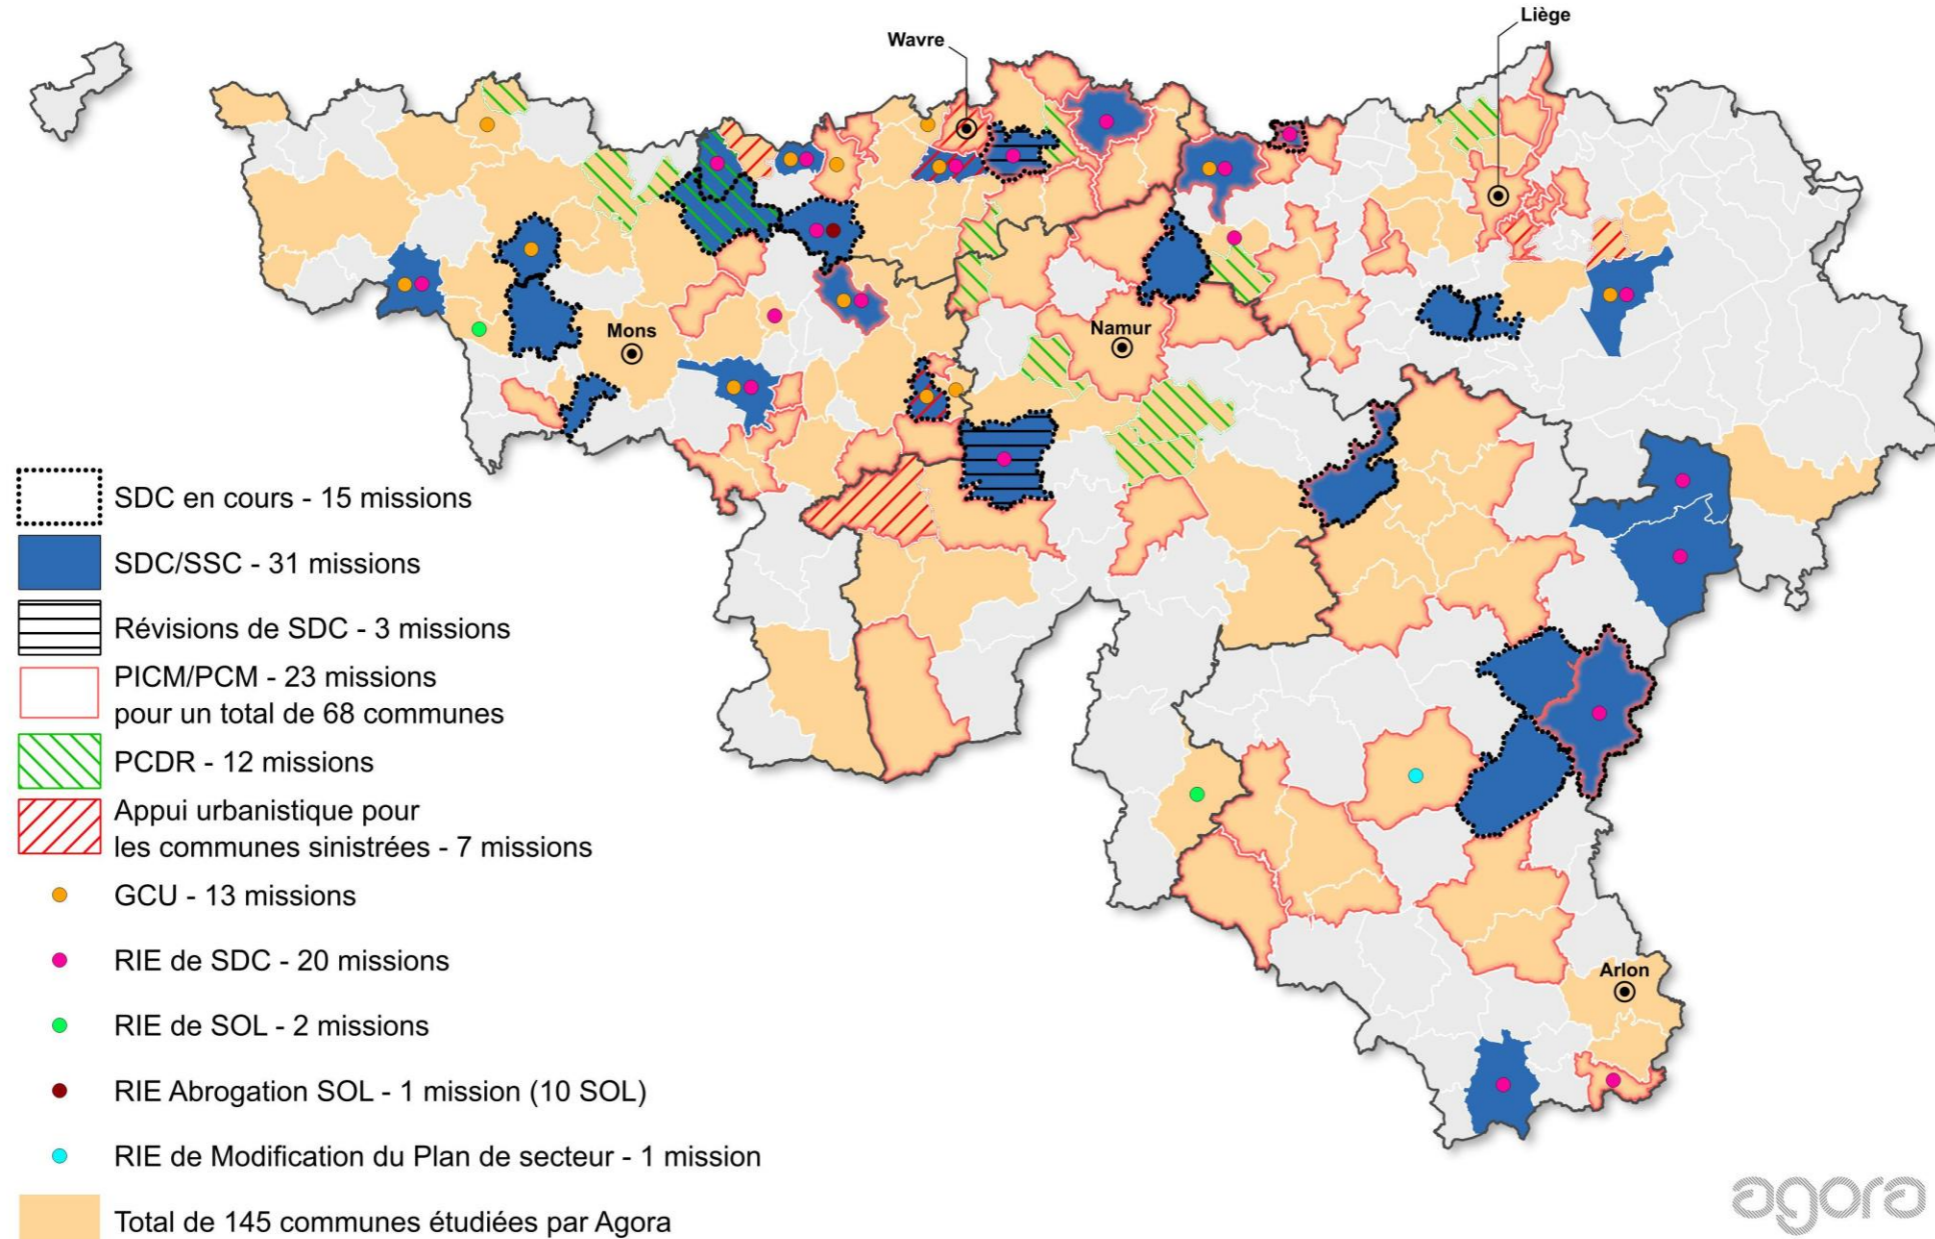 Liège
Wavre
Mons
Namur
Arlon
SDC en cours - 15 missions
SDC/SSC - 31 missions
Révisions de SDC - 3 missions
PICM/PCM - 23 missions
pour un total de 68 communes
PCDR - 12 missions
Appui urbanistique pour
les communes sinistrées - 7 missions
GCU - 13 missions
RIE de SDC - 20 missions
RIE de SOL - 2 missions
RIE Abrogation SOL - 1 mission (10 SOL)
RIE de Modification du Plan de secteur - 1 mission
Total de 145 communes étudiées par Agora
agora